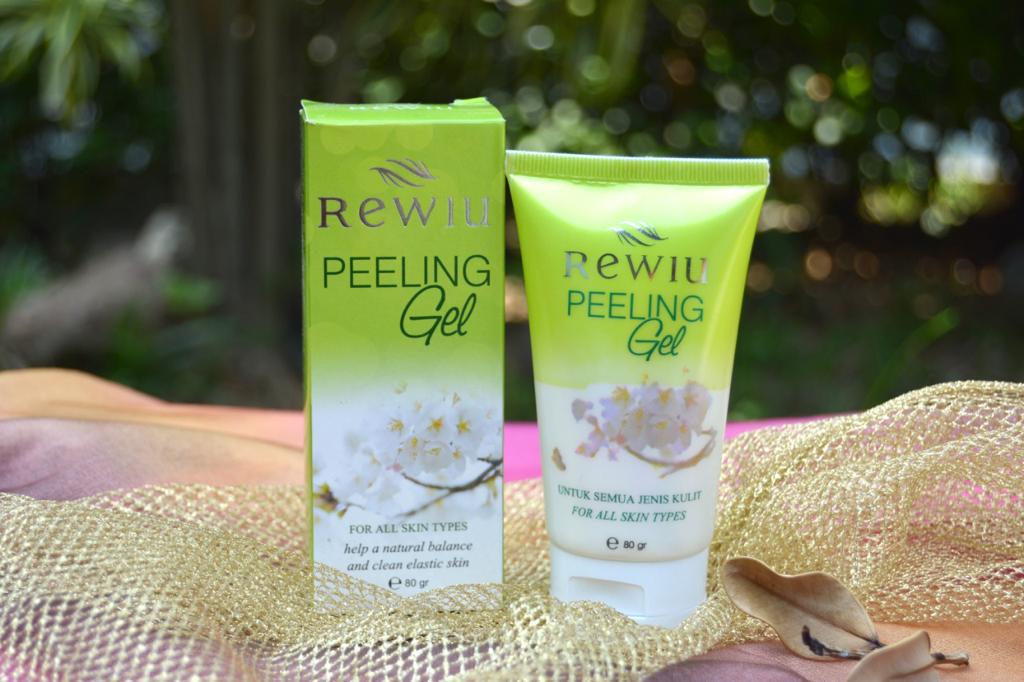 Rewiu
PEELING
Gel
FOR ALL SKIN TYPES
help a natural balance
and clean elastic skin
℮ 80 gr
Rewiu
PEELING
Gel
UNTUK SEMUA JENIS KULIT
FOR ALL SKIN TYPES
℮ 80 gr